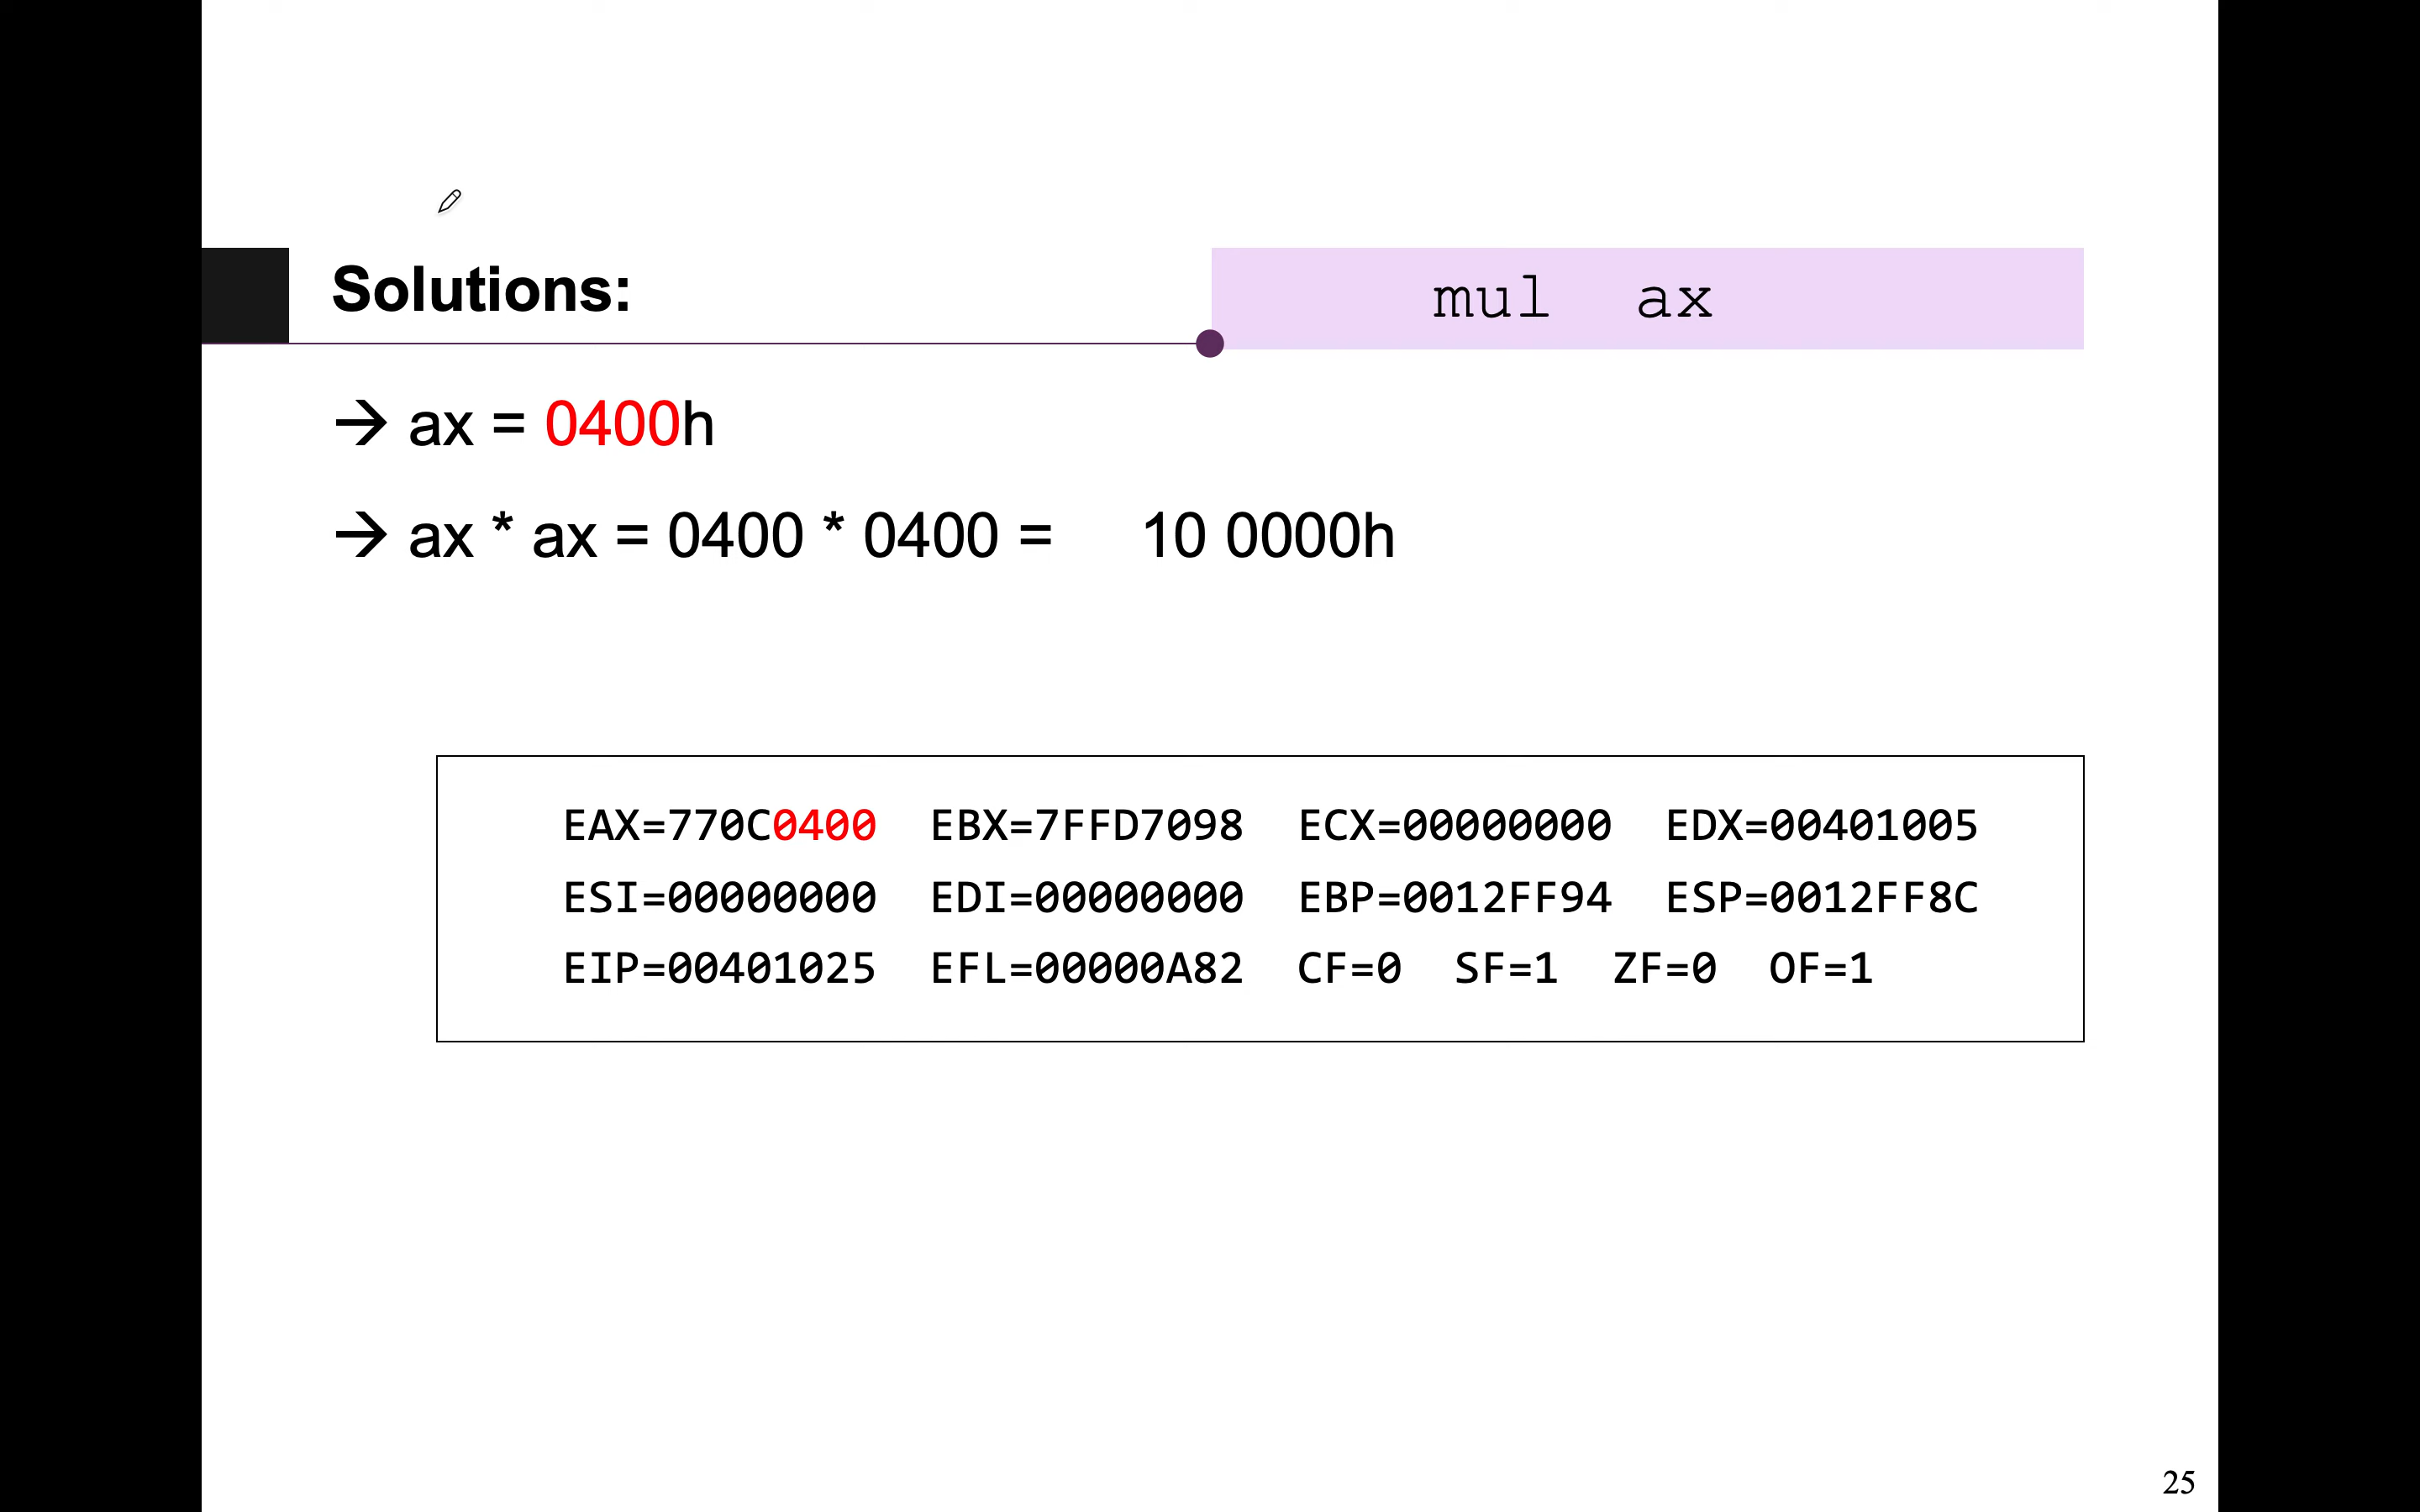 Solutions:
mul ax
→ ax = 0400h
→ ax * ax = 0400 * 0400 = 10 0000h
EAX=770C0400 EBX=7FFD7098 ECX=00000000 EDX=00401005
ESI=00000000 EDI=00000000 EBP=0012FF94 ESP=0012FF8C
EIP=00401025 EFL=00000A82 CF=0 SF=1 ZF=0 OF=1
25